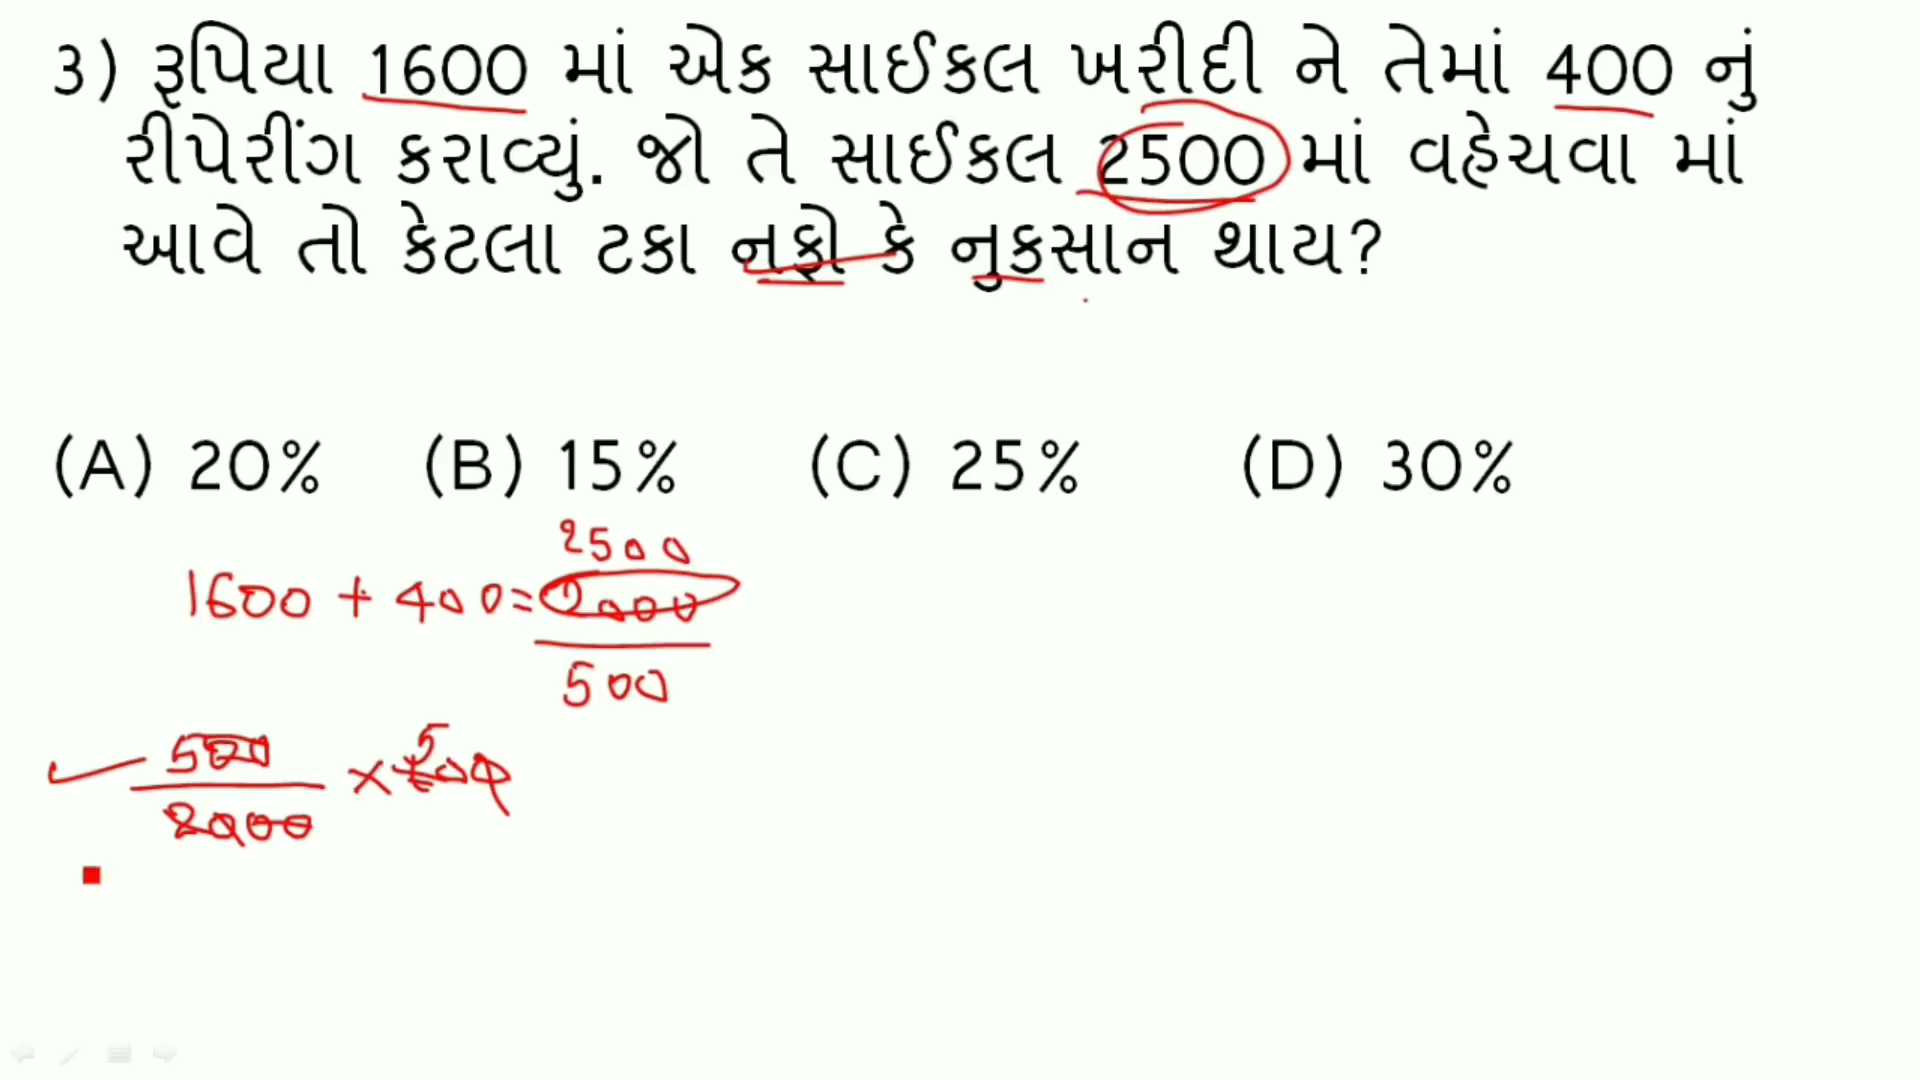 3) રૂપિયા 1600 માં એક સાઈકલ ખરીદી ને તેમાં 400 નું
રીપેરીંગ કરાવ્યું. જો તે સાઈકલ 2500 માં વહેચવા માં
આવે તો કેટલા ટકા નફો કે નુકસાન થાય?
(A) 20% (B) 15% (C) 25% (D) 30%
2500
1600 + 400 = 2000
500
500
5
× 100
2000